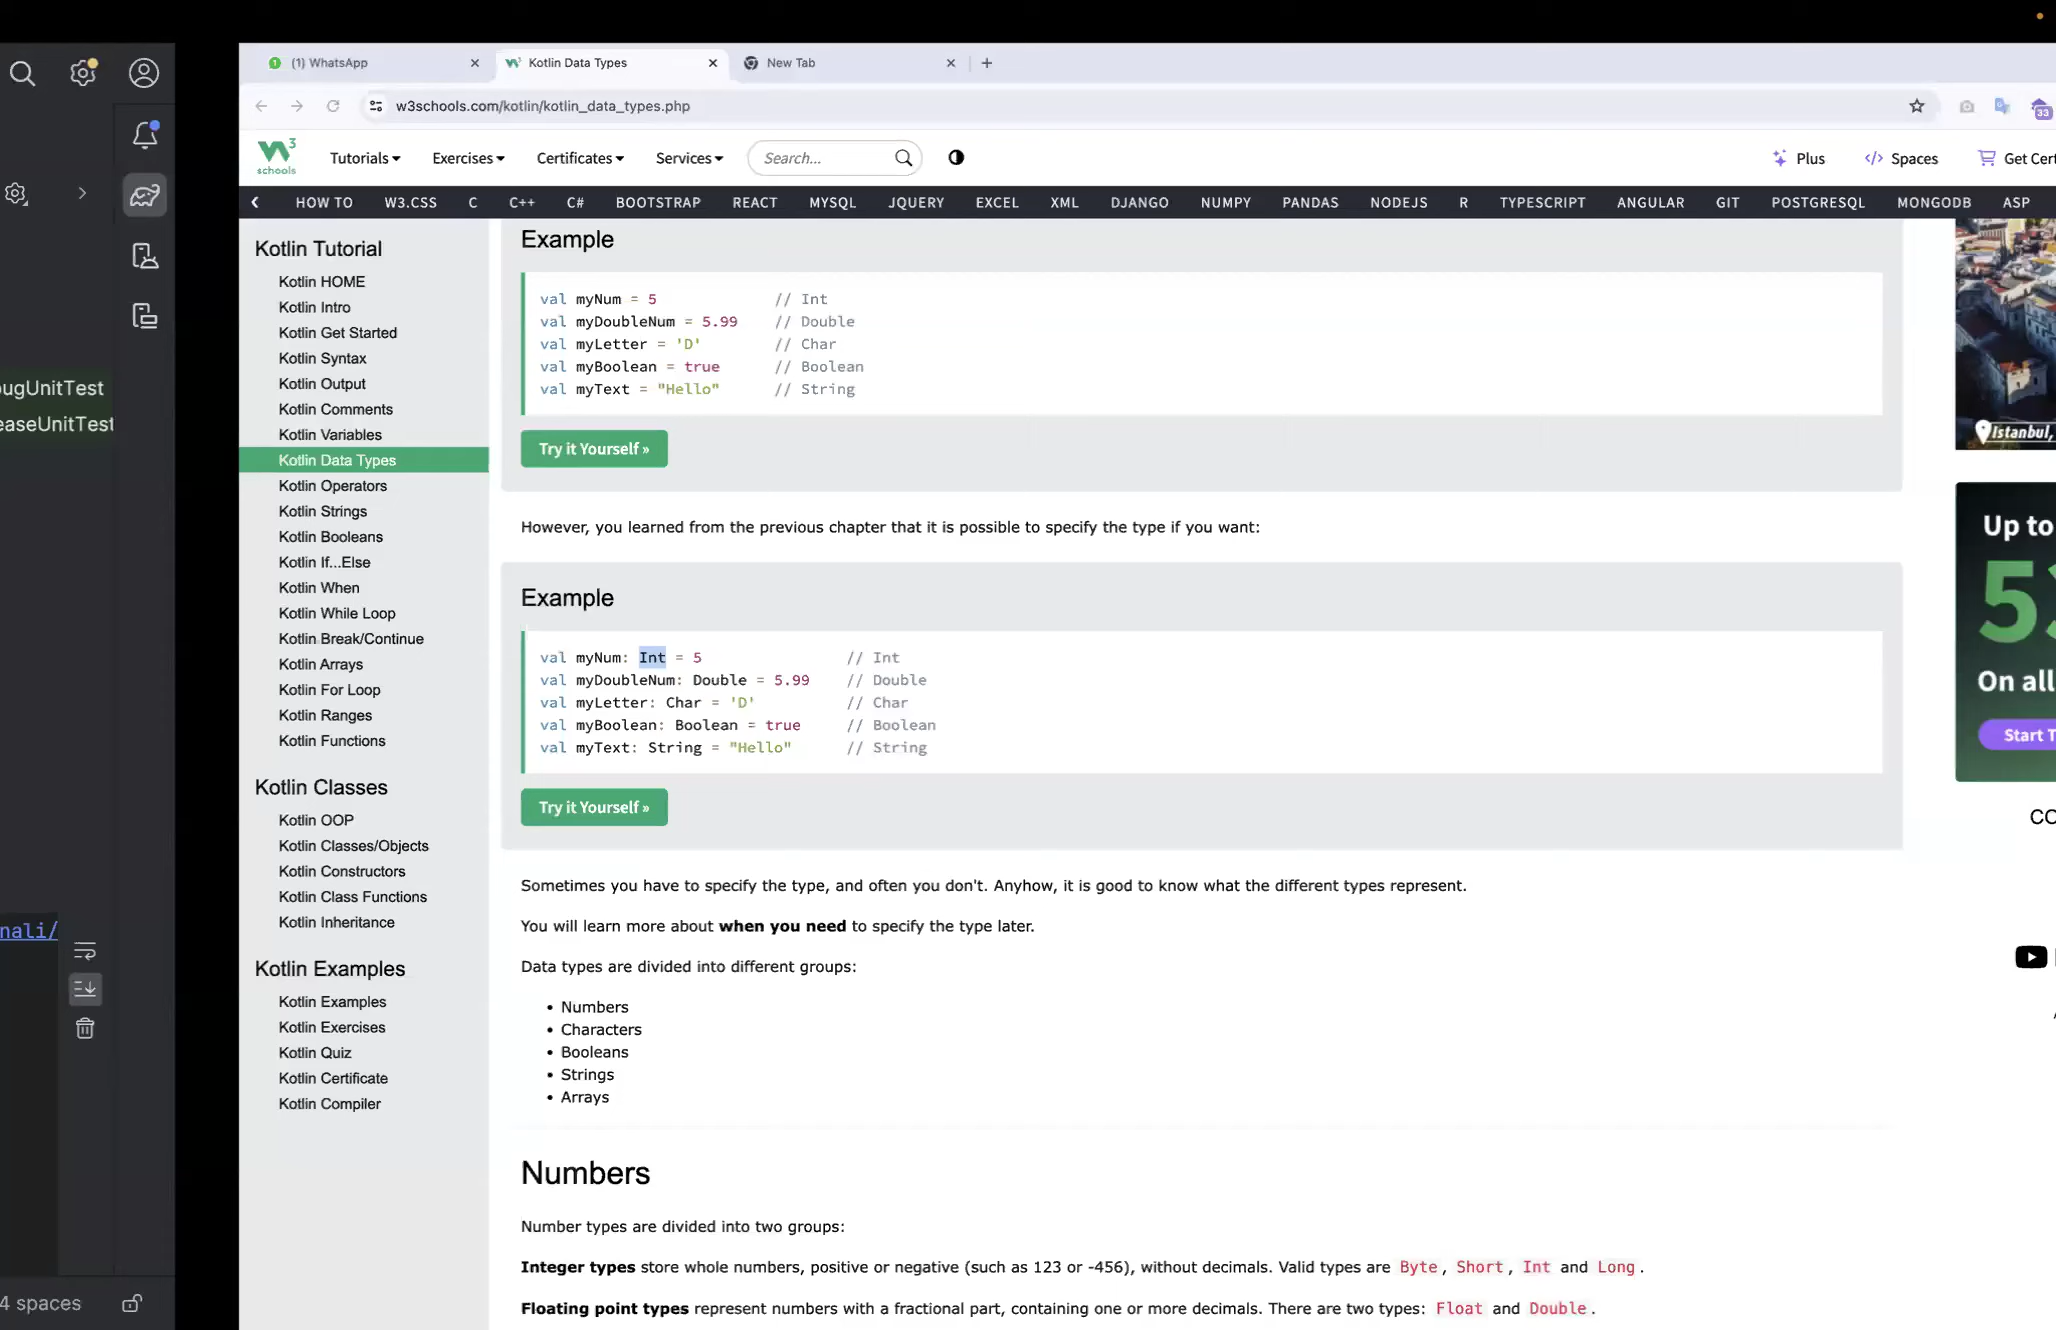 (1) WhatsApp
Kotlin Data Types
New Tab
w3schools.com/kotlin/kotlin_data_types.php
33
3
schools
Tutorials
Exercises
Certificates
Services
Search...
Plus
Spaces
Get Cert
HOW TO W3.CSS C C++ C# BOOTSTRAP REACT MYSQL JQUERY EXCEL XML DJANGO NUMPY PANDAS NODEJS R TYPESCRIPT ANGULAR GIT POSTGRESQL MONGODB ASP
ugUnitTest
easeUnitTest
nali/
4 spaces
Kotlin Tutorial
Kotlin HOME
Kotlin Intro
Kotlin Get Started
Kotlin Syntax
Kotlin Output
Kotlin Comments
Kotlin Variables
Kotlin Data Types
Kotlin Operators
Kotlin Strings
Kotlin Booleans
Kotlin If...Else
Kotlin When
Kotlin While Loop
Kotlin Break/Continue
Kotlin Arrays
Kotlin For Loop
Kotlin Ranges
Kotlin Functions
Kotlin Classes
Kotlin OOP
Kotlin Classes/Objects
Kotlin Constructors
Kotlin Class Functions
Kotlin Inheritance
Kotlin Examples
Kotlin Examples
Kotlin Exercises
Kotlin Quiz
Kotlin Certificate
Kotlin Compiler
Example
val myNum = 5 // Int
val myDoubleNum = 5.99 // Double
val myLetter = 'D' // Char
val myBoolean = true // Boolean
val myText = "Hello" // String
Try it Yourself »
However, you learned from the previous chapter that it is possible to specify the type if you want:
Example
val myNum: Int = 5 // Int
val myDoubleNum: Double = 5.99 // Double
val myLetter: Char = 'D' // Char
val myBoolean: Boolean = true // Boolean
val myText: String = "Hello" // String
Try it Yourself »
Sometimes you have to specify the type, and often you don't. Anyhow, it is good to know what the different types represent.
You will learn more about when you need to specify the type later.
Data types are divided into different groups:
• Numbers
• Characters
• Booleans
• Strings
• Arrays
Numbers
Number types are divided into two groups:
Integer types store whole numbers, positive or negative (such as 123 or -456), without decimals. Valid types are Byte, Short, Int and Long.
Floating point types represent numbers with a fractional part, containing one or more decimals. There are two types: Float and Double.
Istanbul,
Up to
On all
Start T
CO